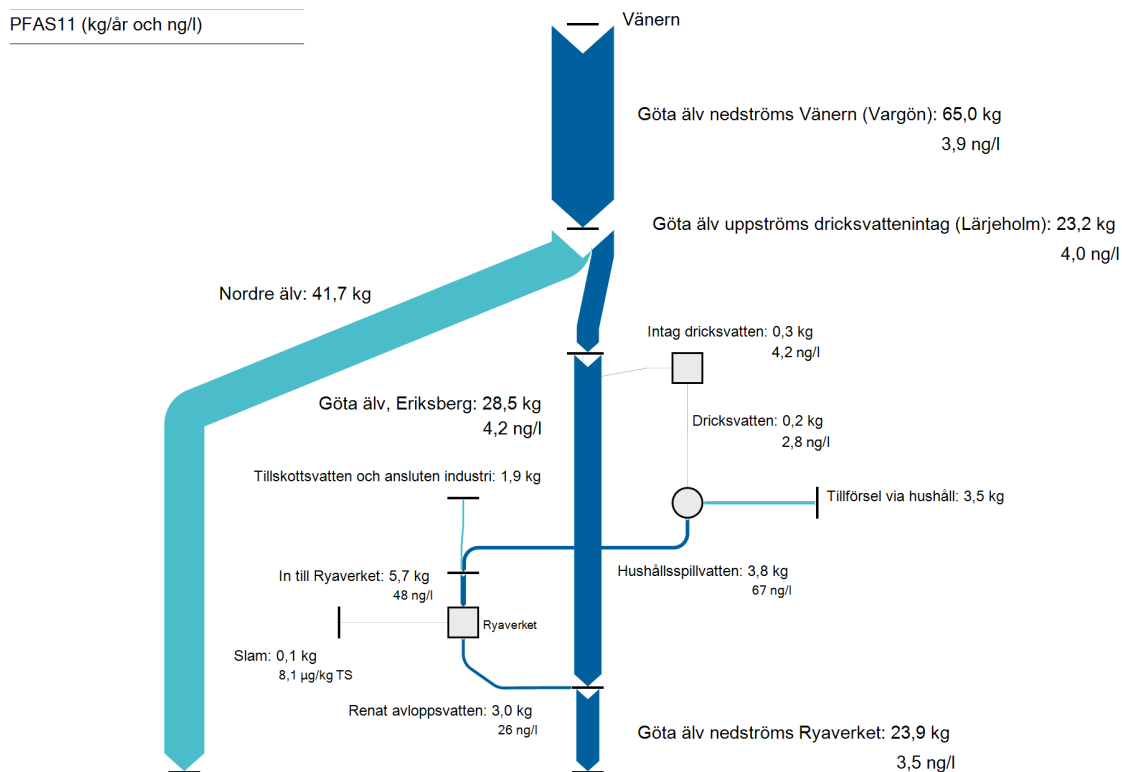 PFAS11 (kg/år och ng/l)
Vänern
Göta älv nedströms Vänern (Vargön): 65,0 kg
3,9 ng/l
Göta älv uppströms dricksvattenintag (Lärjeholm): 23,2 kg
4,0 ng/l
Nordre älv: 41,7 kg
Intag dricksvatten: 0,3 kg
4,2 ng/l
Göta älv, Eriksberg: 28,5 kg
4,2 ng/l
Dricksvatten: 0,2 kg
2,8 ng/l
Tillskottsvatten och ansluten industri: 1,9 kg
Tillförsel via hushåll: 3,5 kg
In till Ryaverket: 5,7 kg
48 ng/l
Hushållsspillvatten: 3,8 kg
67 ng/l
Ryaverket
Slam: 0,1 kg
8,1 µg/kg TS
Renat avloppsvatten: 3,0 kg
26 ng/l
Göta älv nedströms Ryaverket: 23,9 kg
3,5 ng/l